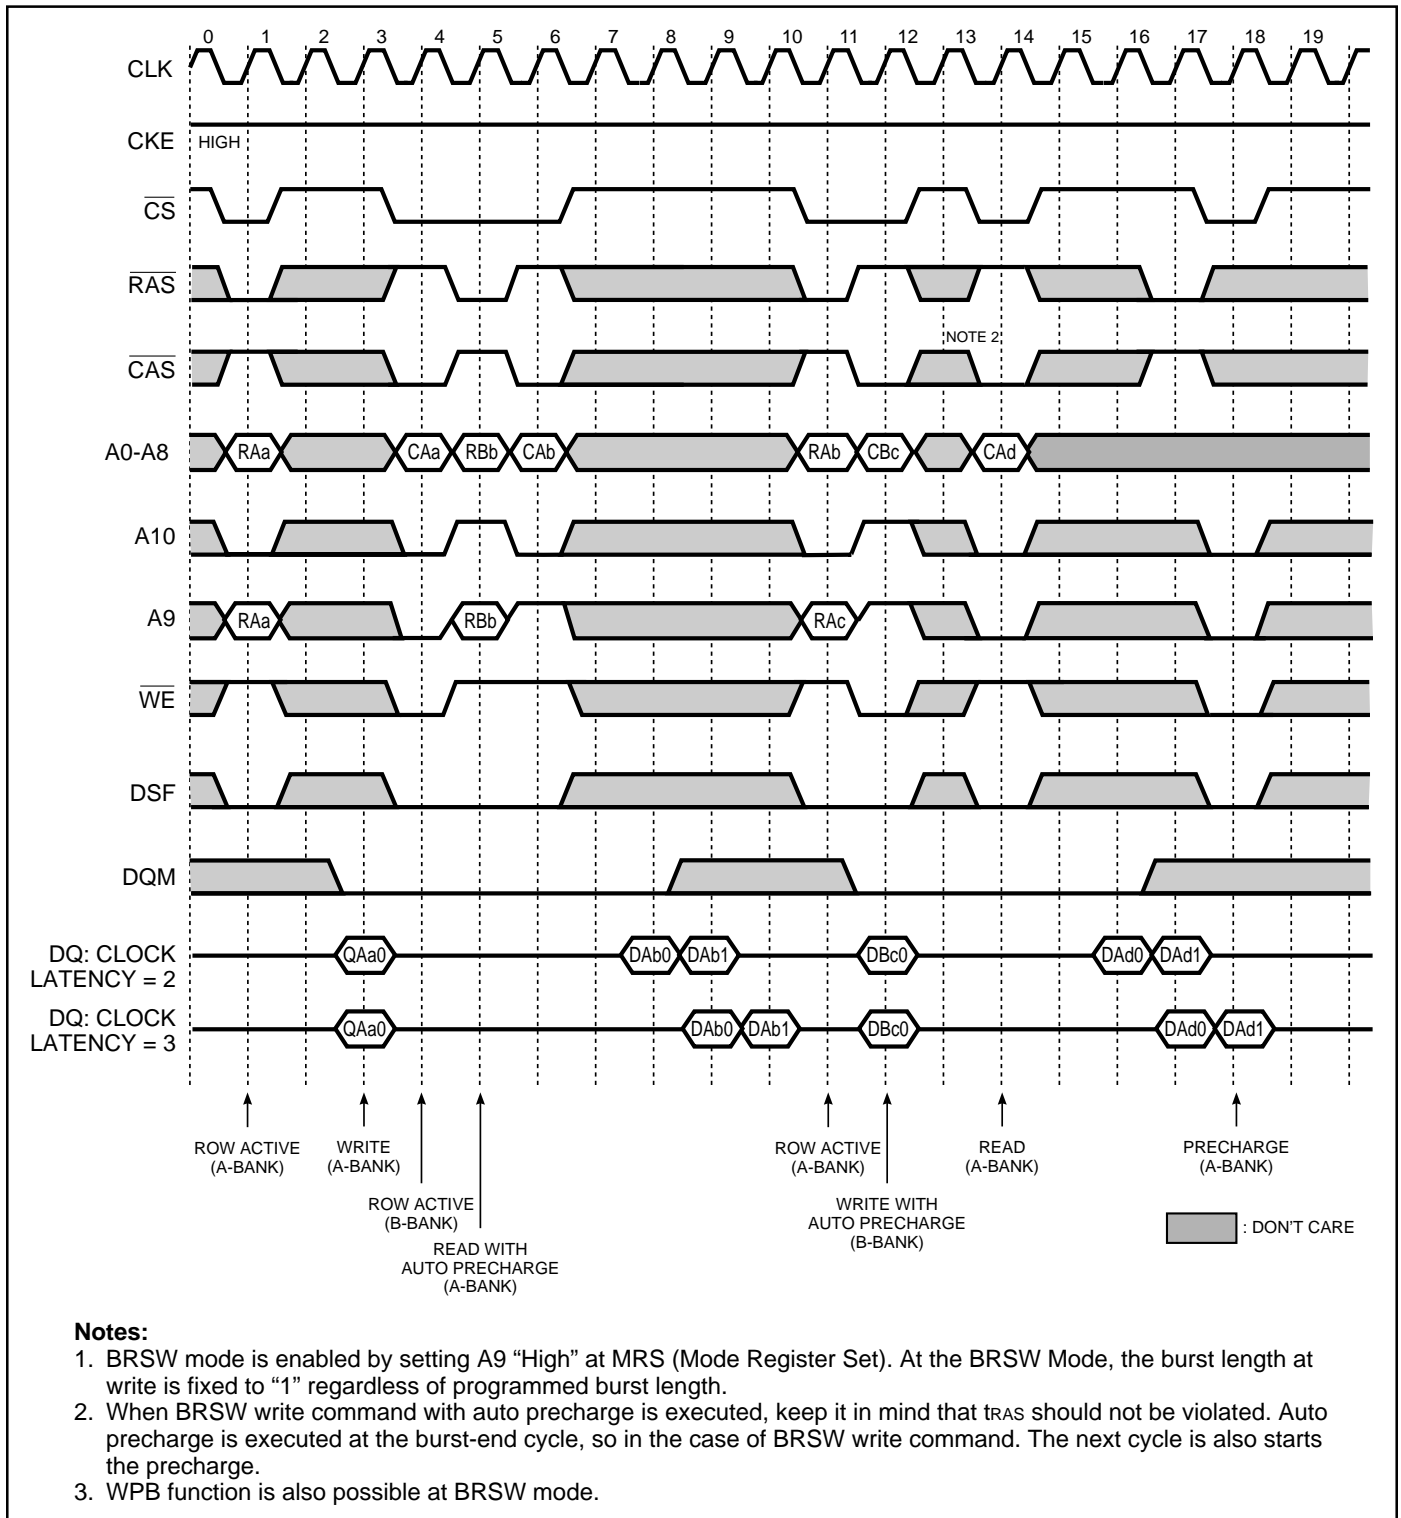 0 1 2 3 4 5 6 7 8 9 10 11 12 13 14 15 16 17 18 19
CLK
CKE HIGH
CS
RAS
NOTE 2
CAS
A0-A8 RAa CAa RBb CAb RAb CBc CAd
A10
A9 RAa RBb RAc
WE
DSF
DQM
DQ: CLOCK
LATENCY = 2
QAa0 DAb0 DAb1 DBc0 DAd0 DAd1
DQ: CLOCK
LATENCY = 3
QAa0 DAb0 DAb1 DBc0 DAd0 DAd1
ROW ACTIVE
(A-BANK)
WRITE
(A-BANK)
ROW ACTIVE
(B-BANK)
READ WITH
AUTO PRECHARGE
(A-BANK)
ROW ACTIVE
(A-BANK)
WRITE WITH
AUTO PRECHARGE
(B-BANK)
READ
(A-BANK)
PRECHARGE
(A-BANK)
: DON'T CARE
Notes:
1. BRSW mode is enabled by setting A9 “High” at MRS (Mode Register Set). At the BRSW Mode, the burst length at
write is fixed to “1” regardless of programmed burst length.
2. When BRSW write command with auto precharge is executed, keep it in mind that tRAS should not be violated. Auto
precharge is executed at the burst-end cycle, so in the case of BRSW write command. The next cycle is also starts
the precharge.
3. WPB function is also possible at BRSW mode.